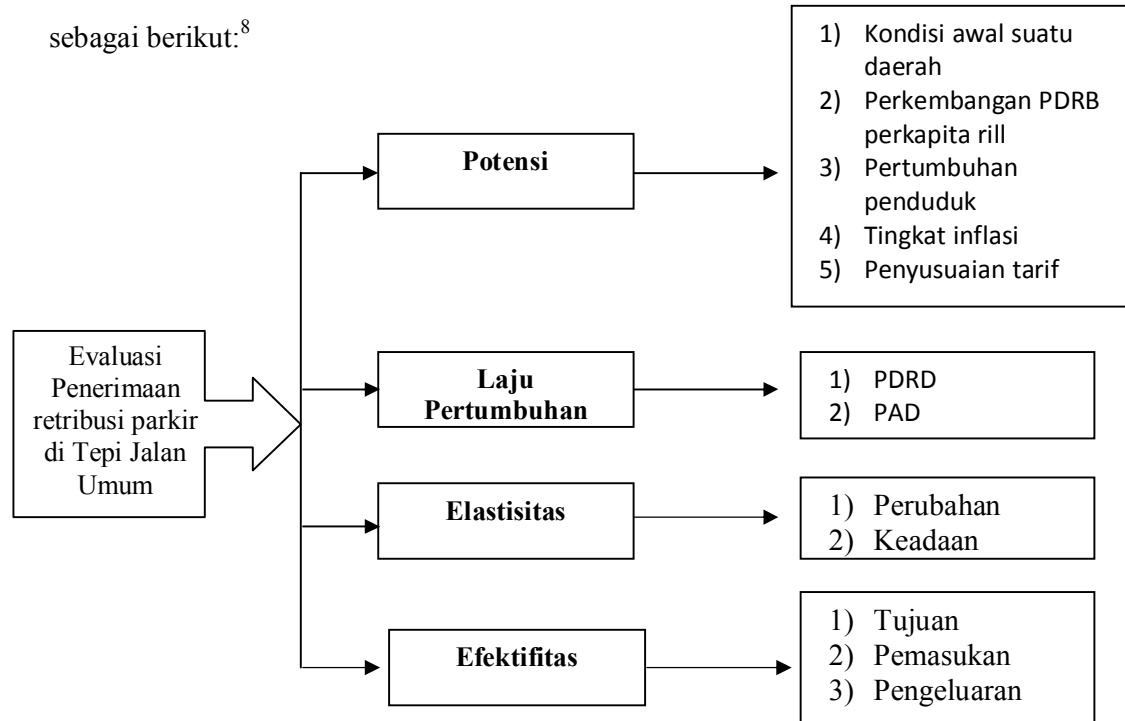 sebagai berikut:8
1) Kondisi awal suatu
daerah
2) Perkembangan PDRB
perkapita rill
3) Pertumbuhan
penduduk
4) Tingkat inflasi
5) Penyusuaian tarif
Potensi
Evaluasi
Penerimaan
retribusi parkir
di Tepi Jalan
Umum
Laju
Pertumbuhan
1) PDRD
2) PAD
Elastisitas
1) Perubahan
2) Keadaan
Efektifitas
1) Tujuan
2) Pemasukan
3) Pengeluaran